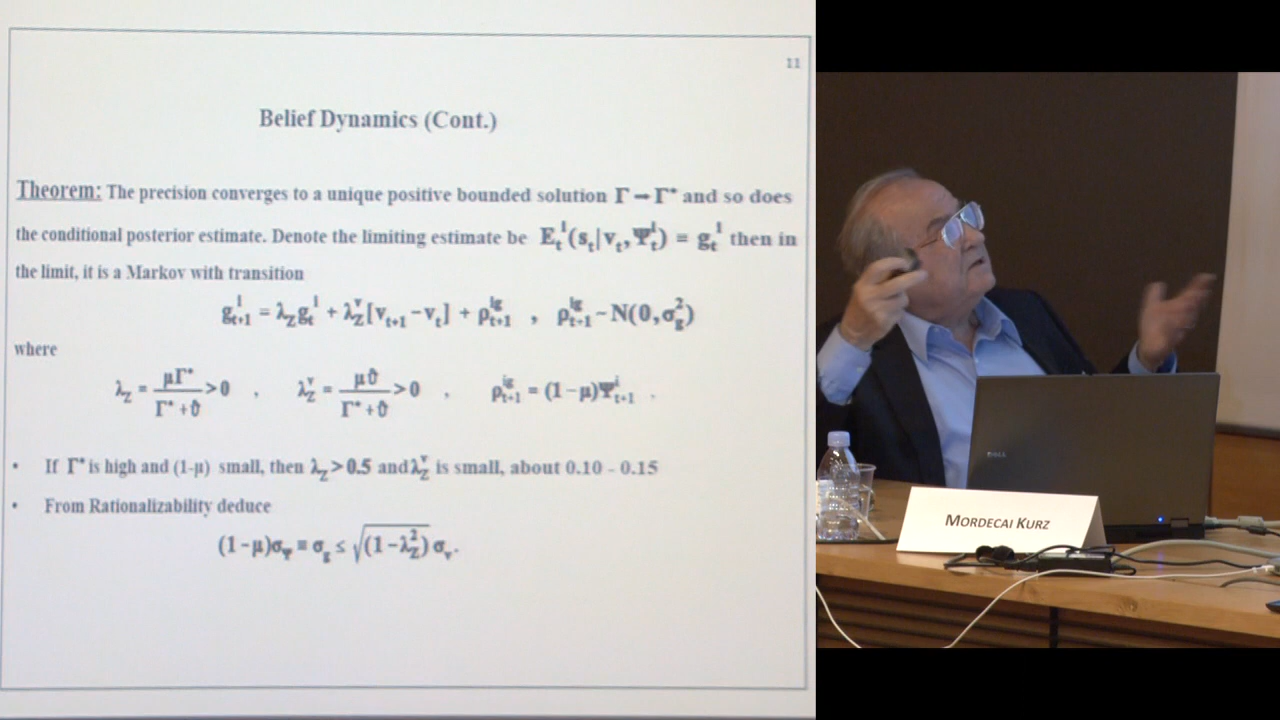 11
Belief Dynamics (Cont.)
Theorem: The precision converges to a unique positive bounded solution Γ → Γ* and so does
the conditional posterior estimate. Denote the limiting estimate be E_t^i(s_t|v_t,Ψ_t^i) = g_t^i then in
the limit, it is a Markov with transition
g_{t+1}^i = λ_Z g_t^i + λ_Z^v[v_{t+1} − v_t] + ρ_{t+1}^{ig} , ρ_{t+1}^{ig} ~ N(0,σ_g^2)
where
λ_Z = μΓ*/(Γ*+ϑ) > 0 , λ_Z^v = μϑ/(Γ*+ϑ) > 0 , ρ_{t+1}^{ig} = (1−μ)Ψ_{t+1}^i .
• If Γ* is high and (1-μ) small, then λ_Z > 0.5 and λ_Z^v is small, about 0.10 - 0.15
• From Rationalizability deduce
(1−μ)σ_Ψ ≡ σ_g ≤ √(1−λ_Z^2) σ_v.
DELL
MORDECAI KURZ